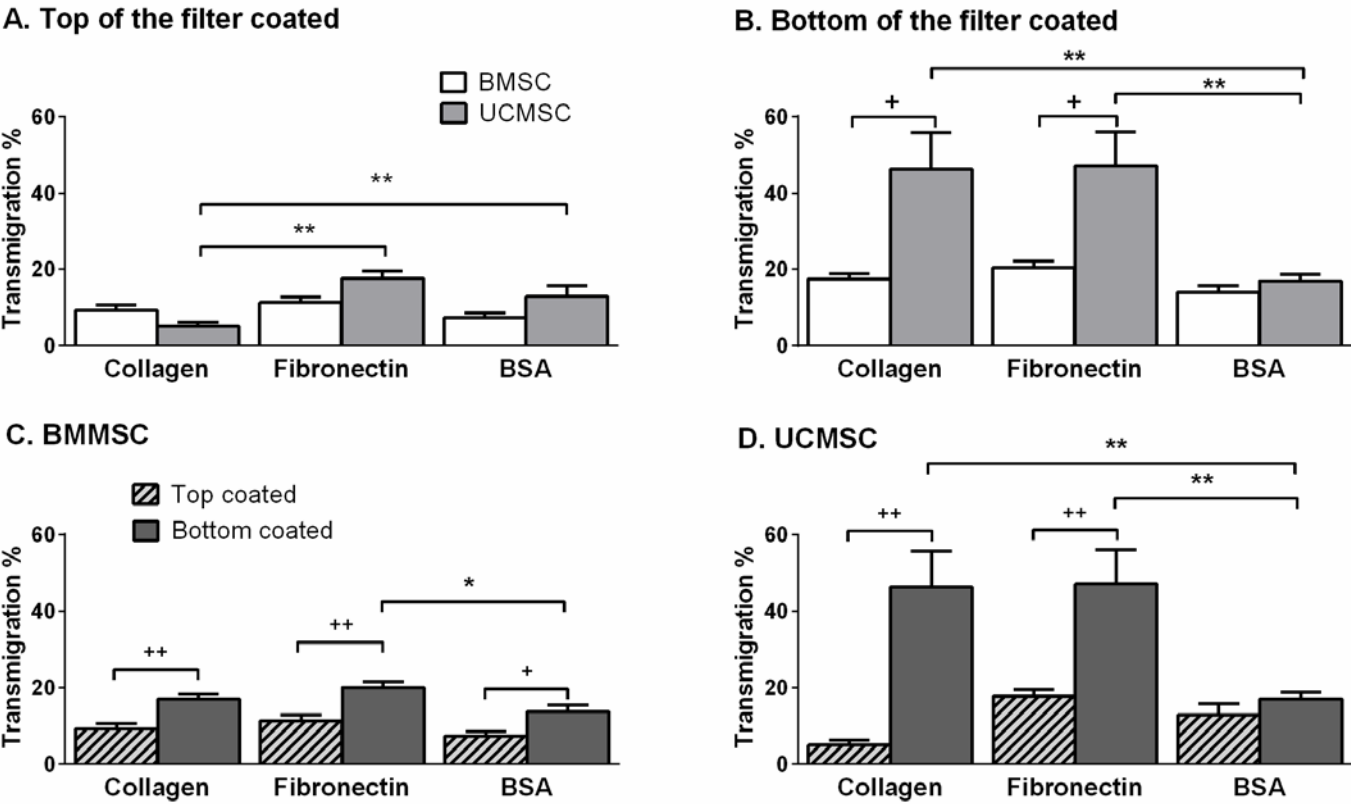 A. Top of the filter coated
BMSC
UCMSC
Transmigration %
60
40
20
0
**
**
Collagen Fibronectin BSA
B. Bottom of the filter coated
Transmigration %
60
40
20
0
**
**
+ +
Collagen Fibronectin BSA
C. BMMSC
Top coated
Bottom coated
Transmigration %
60
40
20
0
*
++
++
+
Collagen Fibronectin BSA
D. UCMSC
Transmigration %
60
40
20
0
**
**
++ ++
Collagen Fibronectin BSA